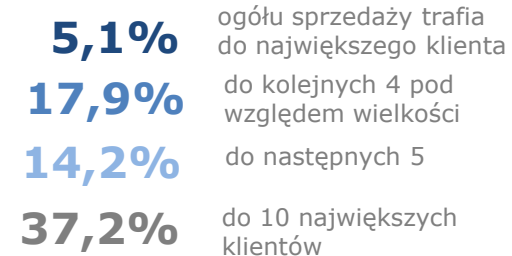 5,1% ogółu sprzedaży trafia
do największego klienta
17,9% do kolejnych 4 pod
względem wielkości
14,2% do następnych 5
37,2% do 10 największych
klientów